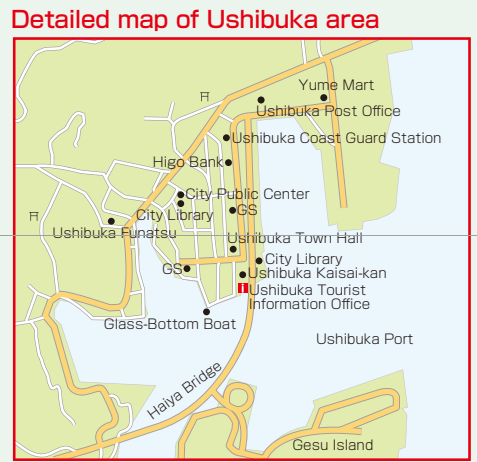 Detailed map of Ushibuka area
Yume Mart
Ushibuka Post Office
Ushibuka Coast Guard Station
Higo Bank
City Public Center
City Library
GS
Ushibuka Funatsu
Ushibuka Town Hall
City Library
GS
Ushibuka Kaisai-kan
i Ushibuka Tourist
Information Office
Glass-Bottom Boat
Ushibuka Port
Haiya Bridge
Gesu Island